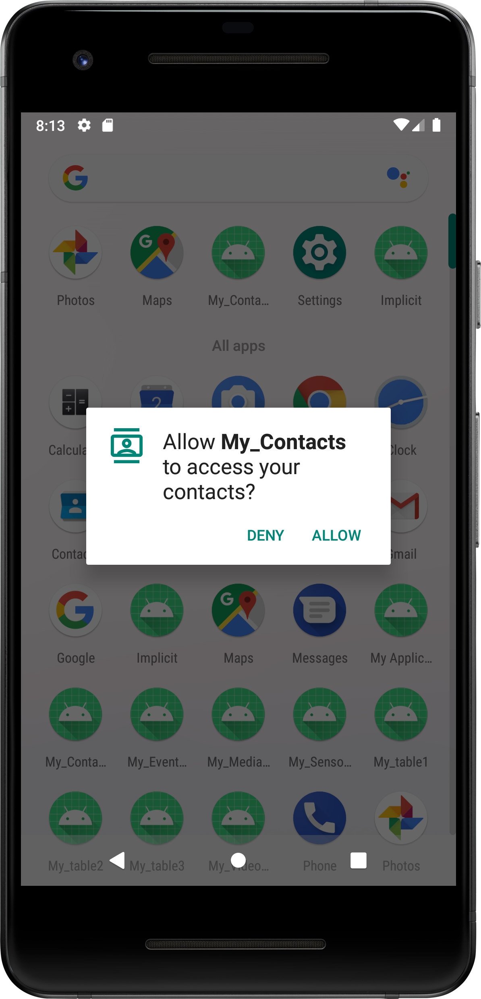 8:13
Photos Maps My_Conta... Settings Implicit
All apps
2
Calcula Clock
Allow My_Contacts
to access your
contacts?
DENY ALLOW
Contac Gmail
Google Implicit Maps Messages My Applic...
My_Conta... My_Event... My_Media... My_Senso... My_table1
My_table2 My_table3 My_Video... Phone Photos